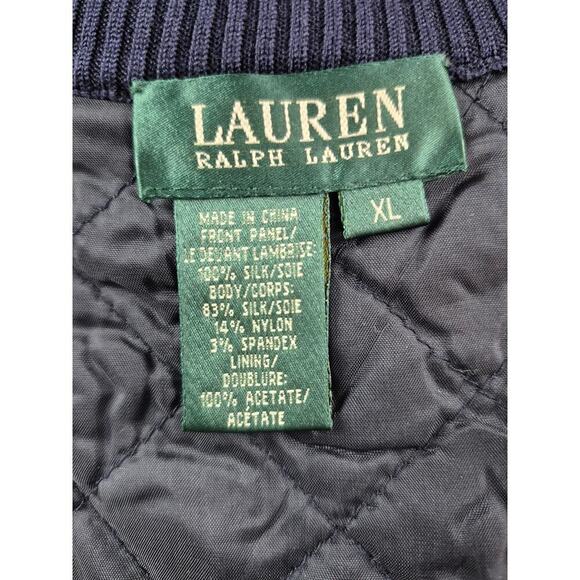 LAUREN
RALPH LAUREN
XL
MADE IN CHINA
FRONT PANEL/
LE DEVANT LAMBRISE:
100% SILK/SOIE
BODY/CORPS:
83% SILK/SOIE
14% NYLON
3% SPANDEX
LINING/
DOUBLURE:
100% ACETATE/
ACÉTATE